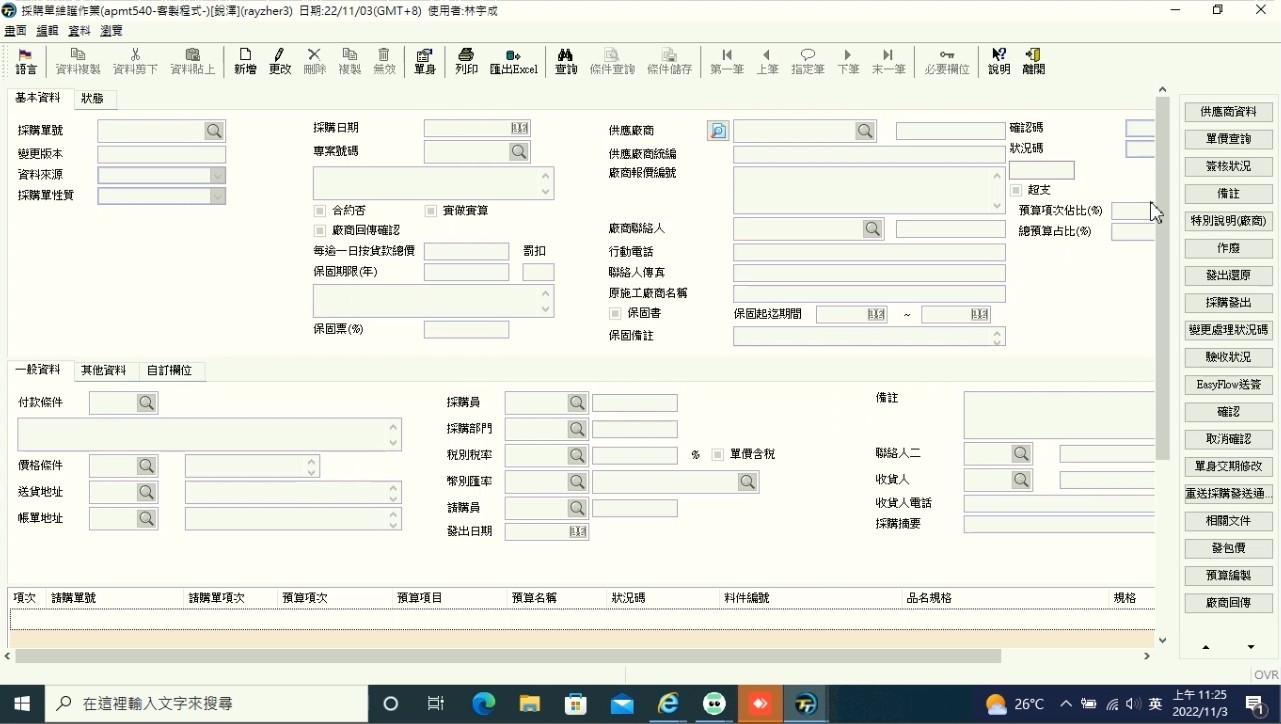 採購單維護作業(apmt540-客製程式-)[銳澤](rayzher3) 日期:22/11/03(GMT+8) 使用者:林宇成
畫面 編輯 資料 瀏覽
語言 資料複製 資料剪下 資料貼上 新增 更改 刪除 複製 無效 單身 列印 匯出Excel 查詢 條件查詢 條件儲存 第一筆 上筆 指定筆 下筆 末一筆 必要欄位 說明 離開
基本資料 狀態
採購單號 採購日期 供應廠商 確認碼
變更版本 專案號碼 供應廠商統編 狀況碼
資料來源 廠商報價編號
採購單性質 超支
合約否 實做實算 預算項次佔比(%)
廠商回傳確認 廠商聯絡人 總預算占比(%)
每逾一日按貨款總價 罰扣 行動電話
保固期限(年) 聯絡人傳真
原施工廠商名稱
保固書 保固起迄期間 ~
保固票(%) 保固備註
一般資料 其他資料 自訂欄位
付款條件 採購員 備註
採購部門
稅別稅率 % 單價含稅 聯絡人二
價格條件 幣別匯率 收貨人
送貨地址 請購員 收貨人電話
帳單地址 發出日期 採購摘要
項次 請購單號 請購單項次 預算項次 預算項目 預算名稱 狀況碼 料件編號 品名規格 規格
供應商資料
單價查詢
簽核狀況
備註
特別說明(廠商)
作廢
發出還原
採購發出
變更處理狀況碼
驗收狀況
EasyFlow送簽
確認
取消確認
單身交期修改
重送採購發送通...
相關文件
發包價
預算編製
廠商回傳
OVR
在這裡輸入文字來搜尋
26°C 英 上午 11:25
2022/11/3
1